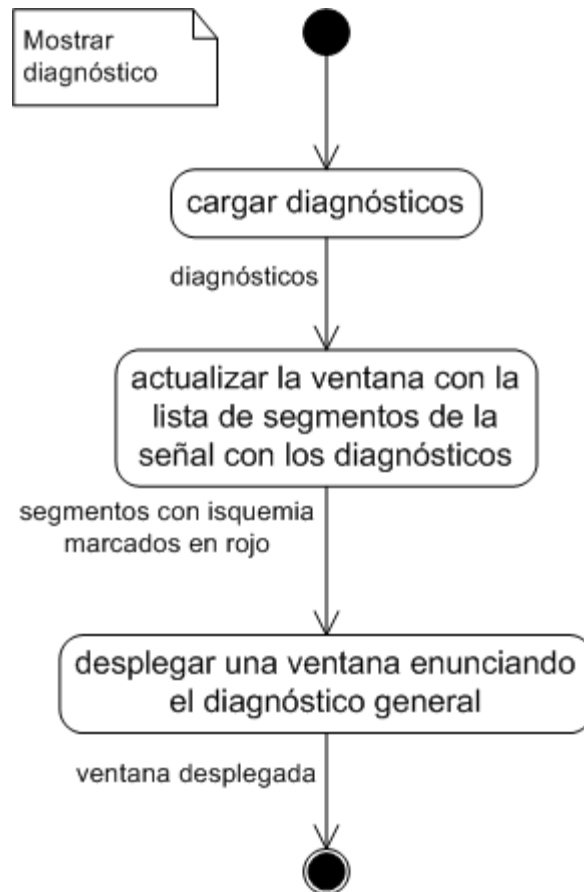 Mostrar
diagnóstico
cargar diagnósticos
diagnósticos
actualizar la ventana con la
lista de segmentos de la
señal con los diagnósticos
segmentos con isquemia
marcados en rojo
desplegar una ventana enunciando
el diagnóstico general
ventana desplegada